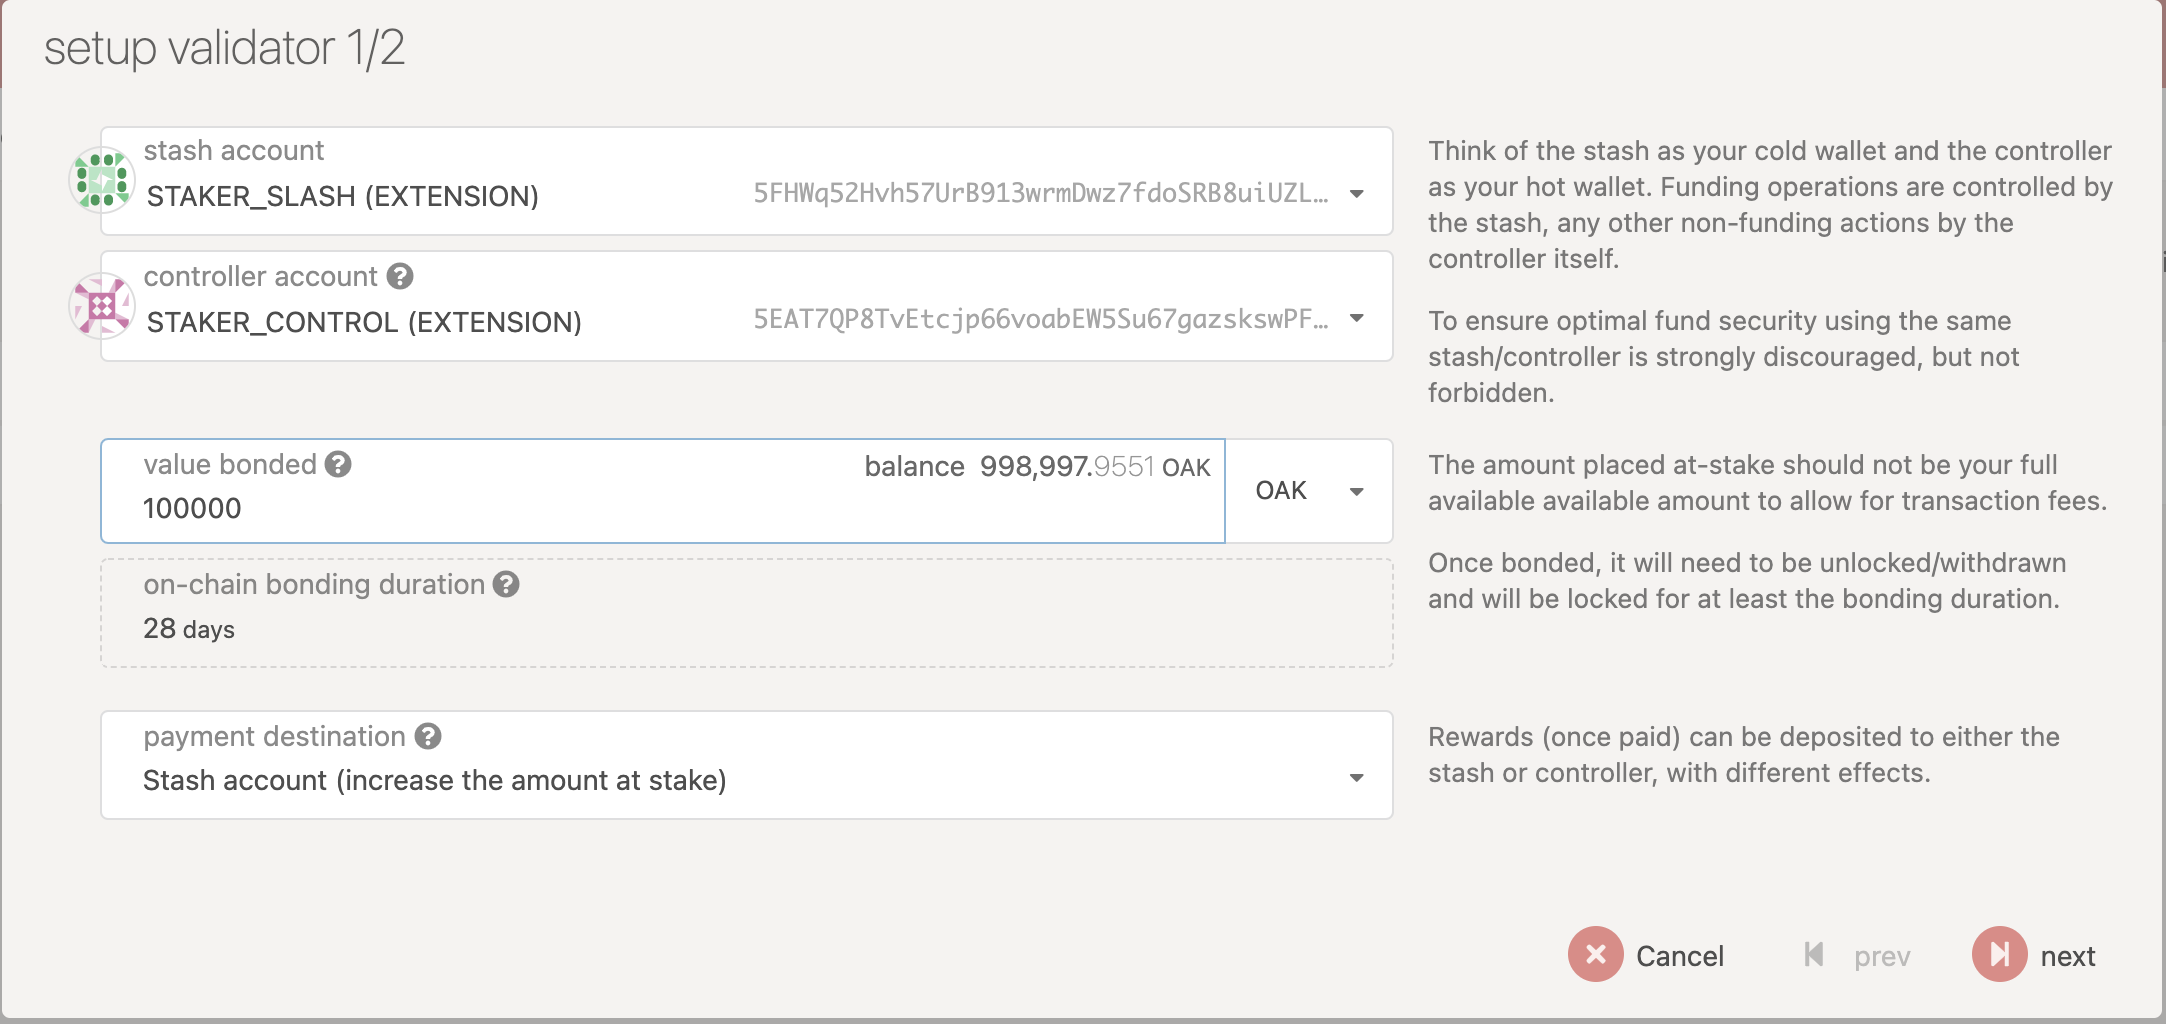 setup validator 1/2
stash account
STAKER_SLASH (EXTENSION)
5FHWq52Hvh57UrB913wrmDwz7fdoSRB8uiUZL…
controller account
STAKER_CONTROL (EXTENSION)
5EAT7QP8TvEtcjp66voabEW5Su67gazskswPF…
Think of the stash as your cold wallet and the controller
as your hot wallet. Funding operations are controlled by
the stash, any other non-funding actions by the
controller itself.
To ensure optimal fund security using the same
stash/controller is strongly discouraged, but not
forbidden.
value bonded
balance 998,997.9551 OAK
100000
OAK
on-chain bonding duration
28 days
The amount placed at-stake should not be your full
available available amount to allow for transaction fees.
Once bonded, it will need to be unlocked/withdrawn
and will be locked for at least the bonding duration.
payment destination
Stash account (increase the amount at stake)
Rewards (once paid) can be deposited to either the
stash or controller, with different effects.
Cancel
prev
next